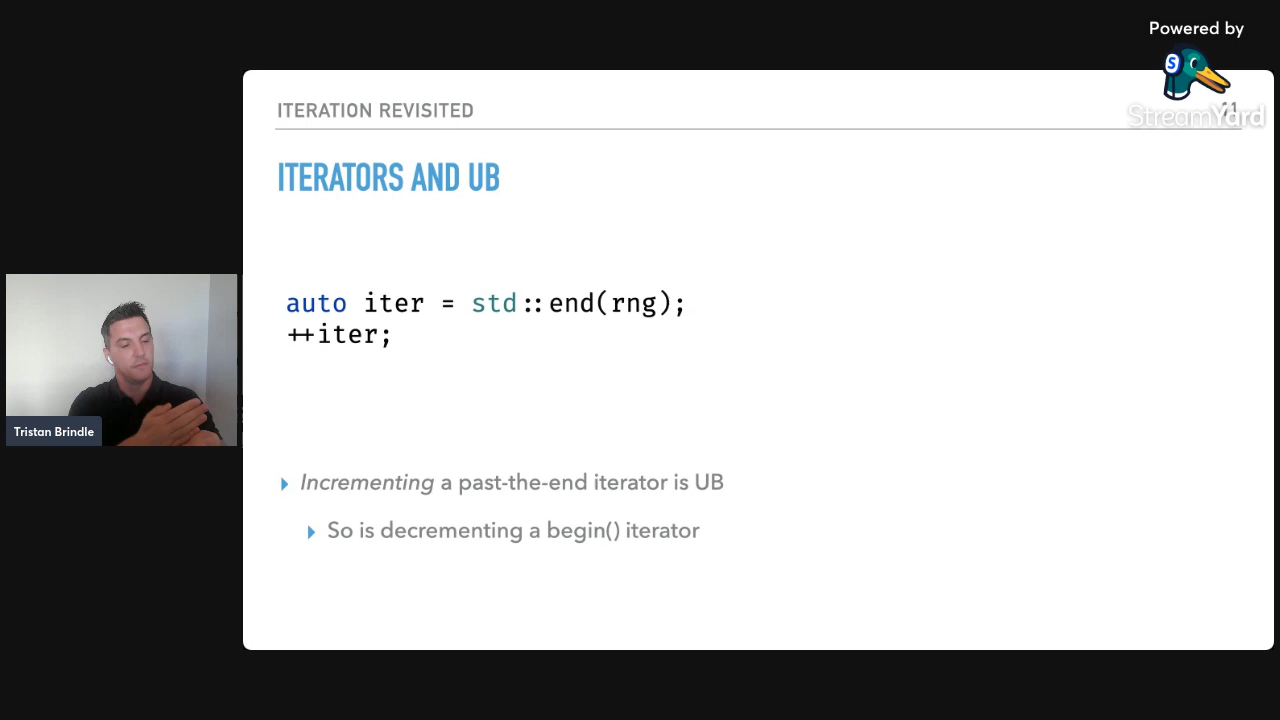 Powered by
StreamYard
ITERATION REVISITED
ITERATORS AND UB
auto iter = std::end(rng);
++iter;
Tristan Brindle
Incrementing a past-the-end iterator is UB
So is decrementing a begin() iterator